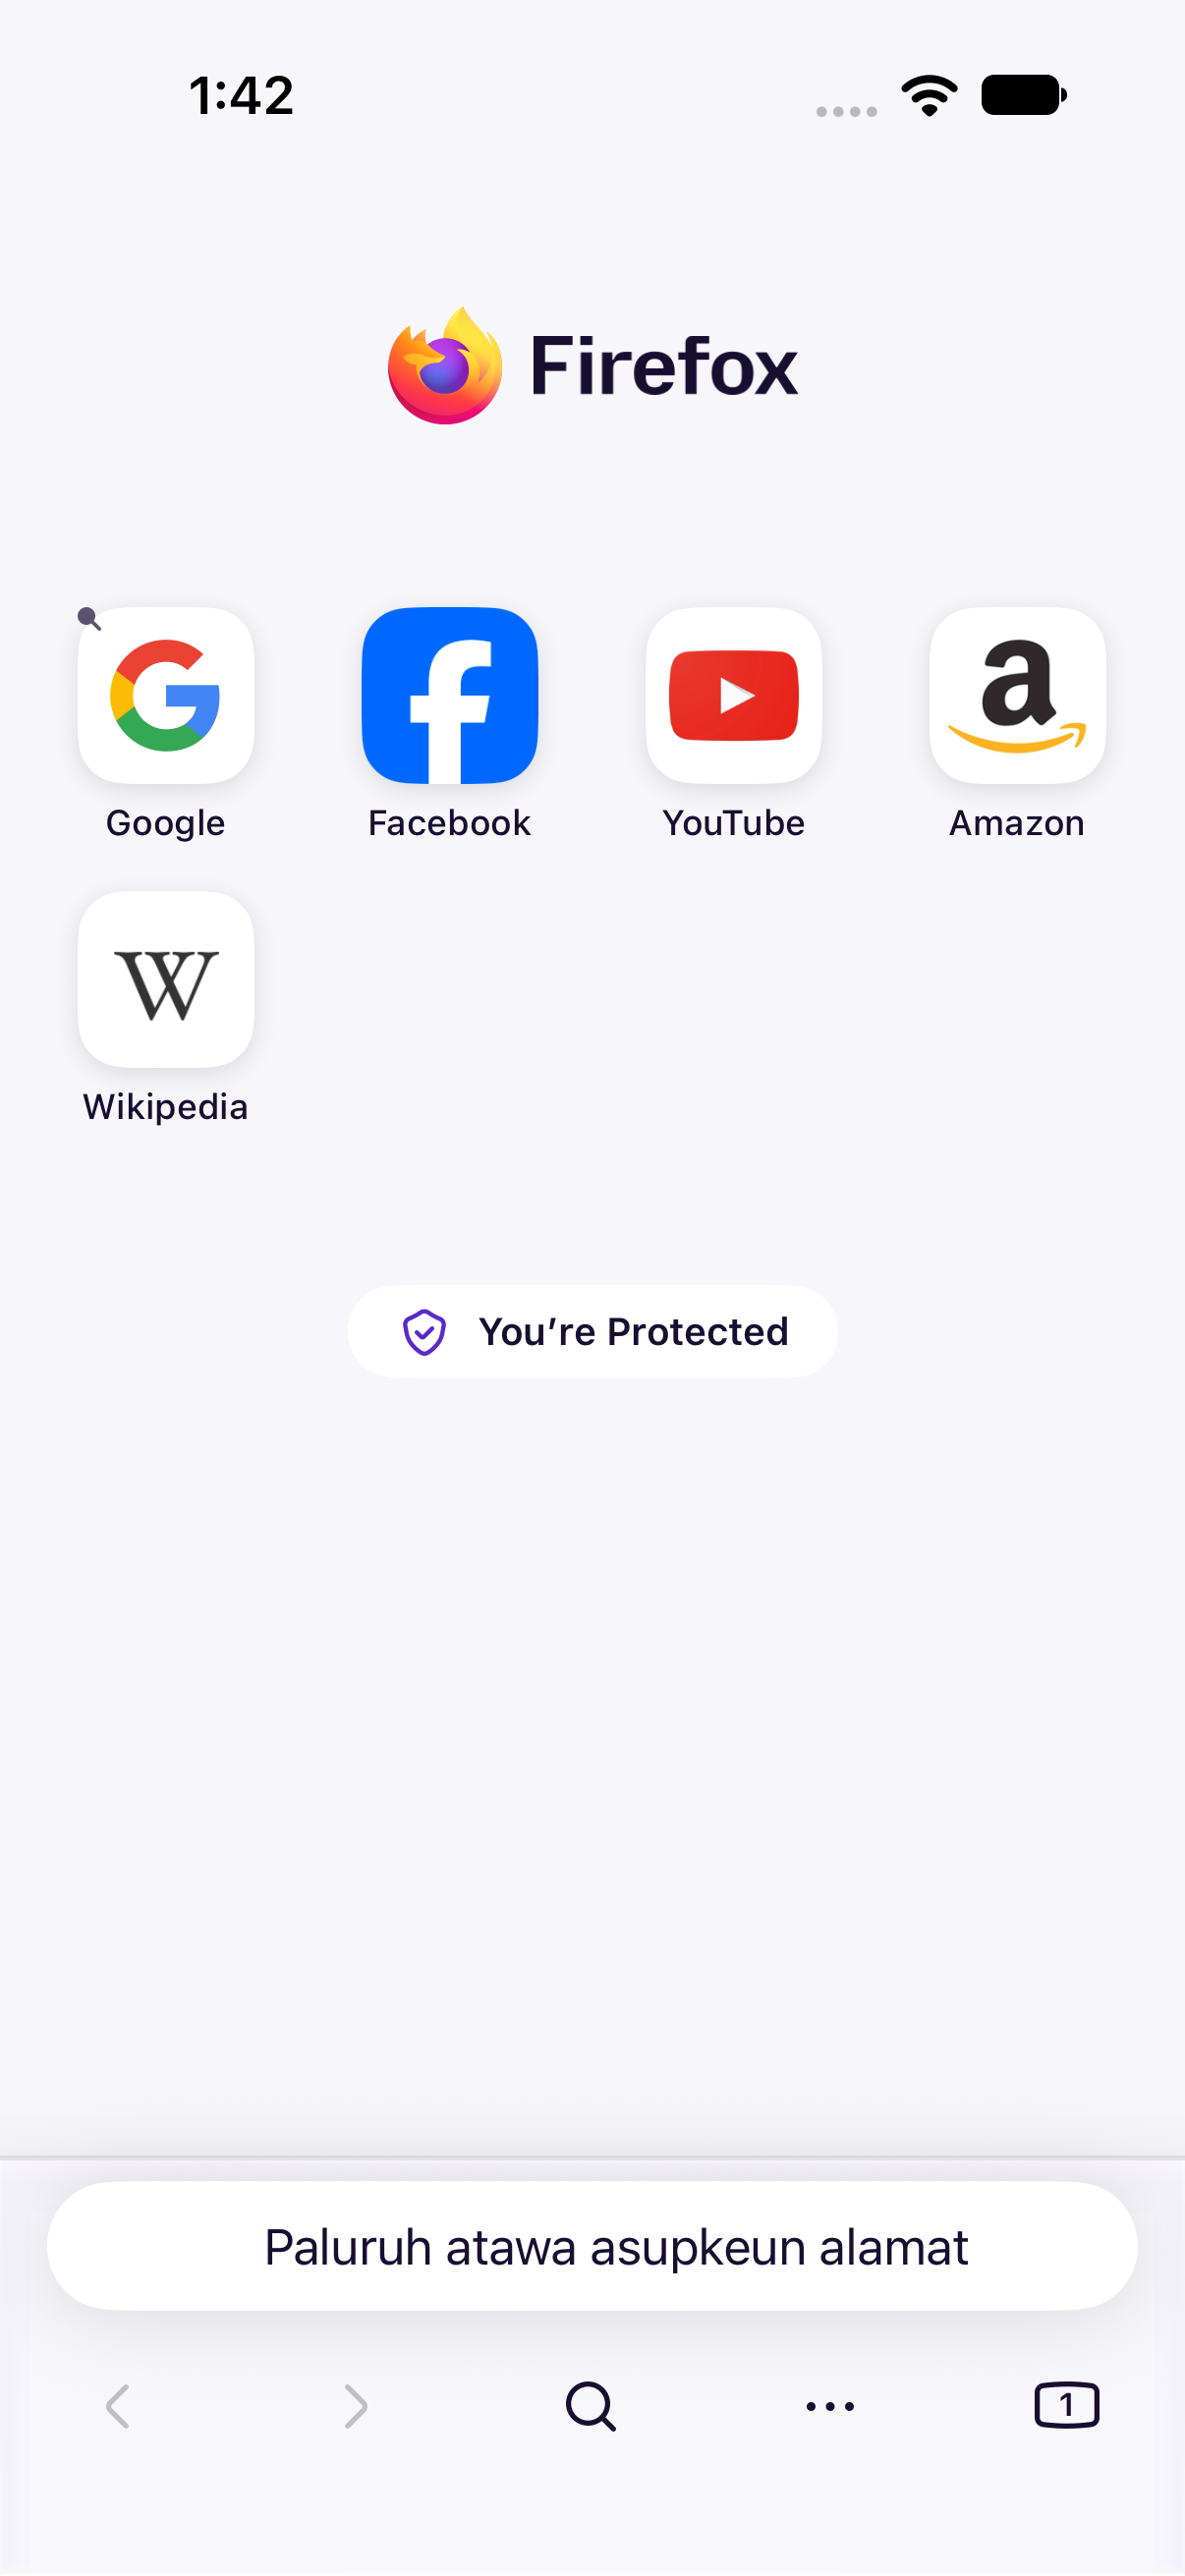 1:42
Firefox
Google
Facebook
YouTube
Amazon
Wikipedia
You’re Protected
Paluruh atawa asupkeun alamat
1